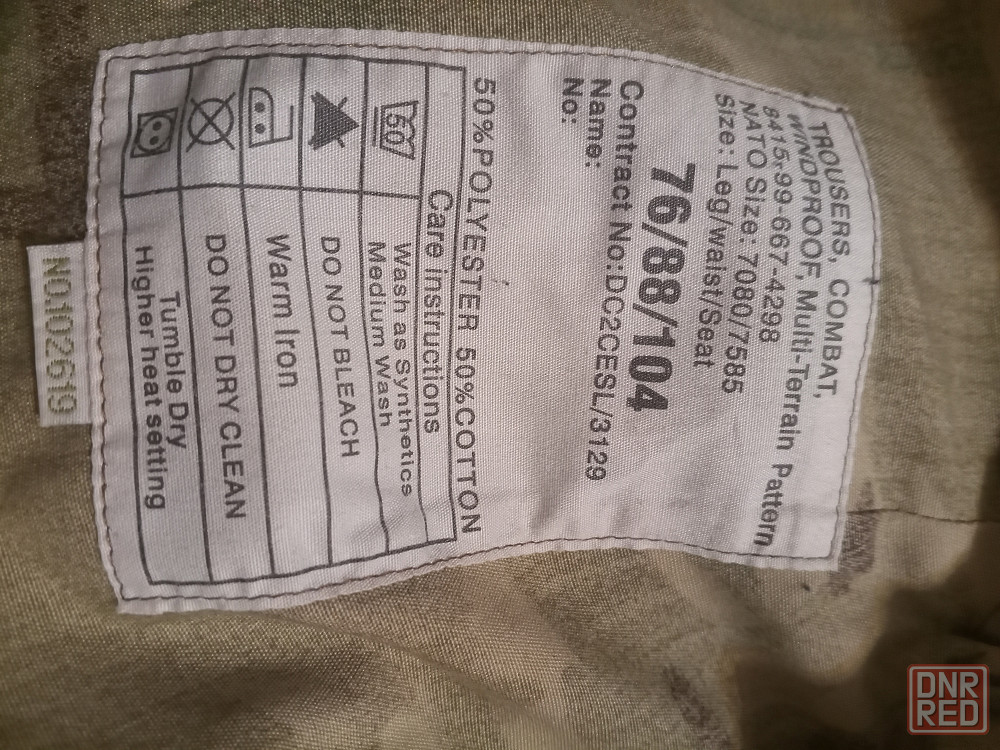 TROUSERS, COMBAT,
WINDPROOF, Multi-Terrain Pattern
8415-99-667-4298
NATO Size: 7080/7585
Size: Leg/waist/Seat
76/88/104
Contract No:DC2CESL/3129
Name:
No:
50%POLYESTER 50%COTTON
Care instructions
50
Wash as Synthetics
Medium Wash
DO NOT BLEACH
Warm Iron
DO NOT DRY CLEAN
Tumble Dry
Higher heat setting
NO.102619
DNR
RED